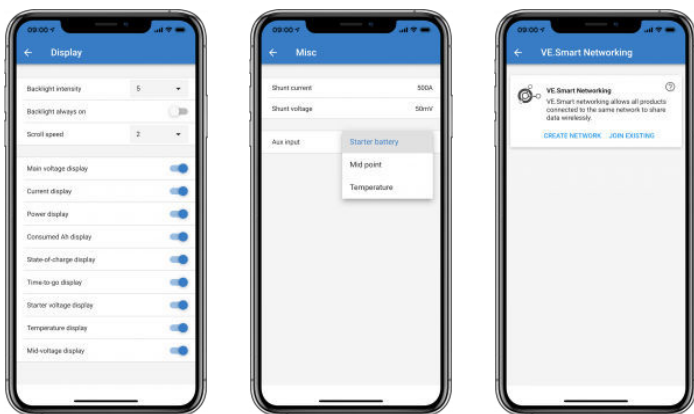 09:00
Display
Backlight intensity 5
Backlight always on
Scroll speed 2
Main voltage display
Current display
Power display
Consumed Ah display
State-of-charge display
Time-to-go display
Starter voltage display
Temperature display
Mid-voltage display
09:00
Misc
Shunt current 500A
Shunt voltage 50mV
Aux input
Starter battery
Mid point
Temperature
09:00
VE.Smart Networking
VE.Smart Networking
VE.Smart networking allows all products
connected to the same network to share
data wirelessly.
CREATE NETWORK JOIN EXISTING